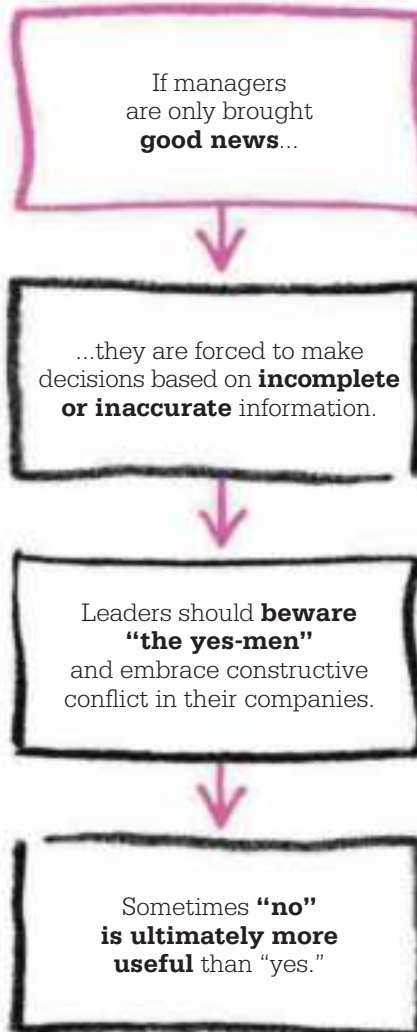 If managers
are only brought
good news...
...they are forced to make
decisions based on incomplete
or inaccurate information.
Leaders should beware
“the yes-men”
and embrace constructive
conflict in their companies.
Sometimes “no”
is ultimately more
useful than “yes.”